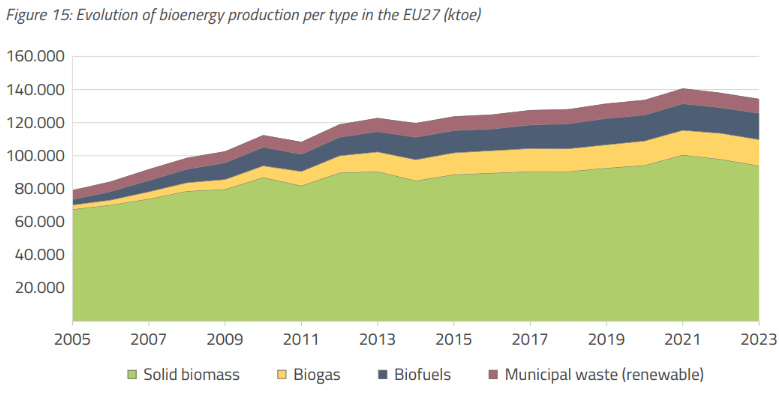 Figure 15: Evolution of bioenergy production per type in the EU27 (ktoe)
160.000
140.000
120.000
100.000
80.000
60.000
40.000
20.000
2005 2007 2009 2011 2013 2015 2017 2019 2021 2023
Solid biomass Biogas Biofuels Municipal waste (renewable)